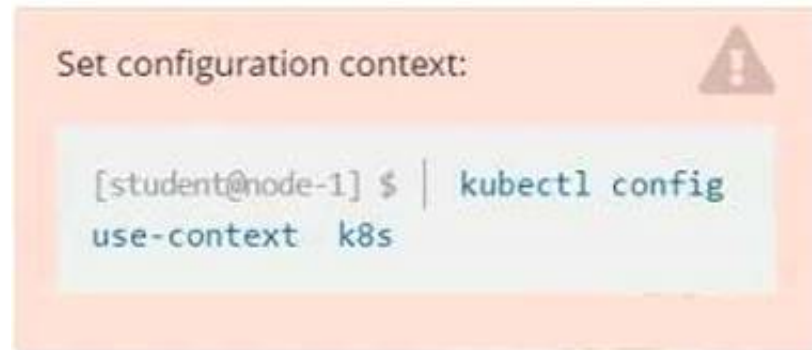 Set configuration context:
[student@node-1] $ | kubectl config
use-context k8s